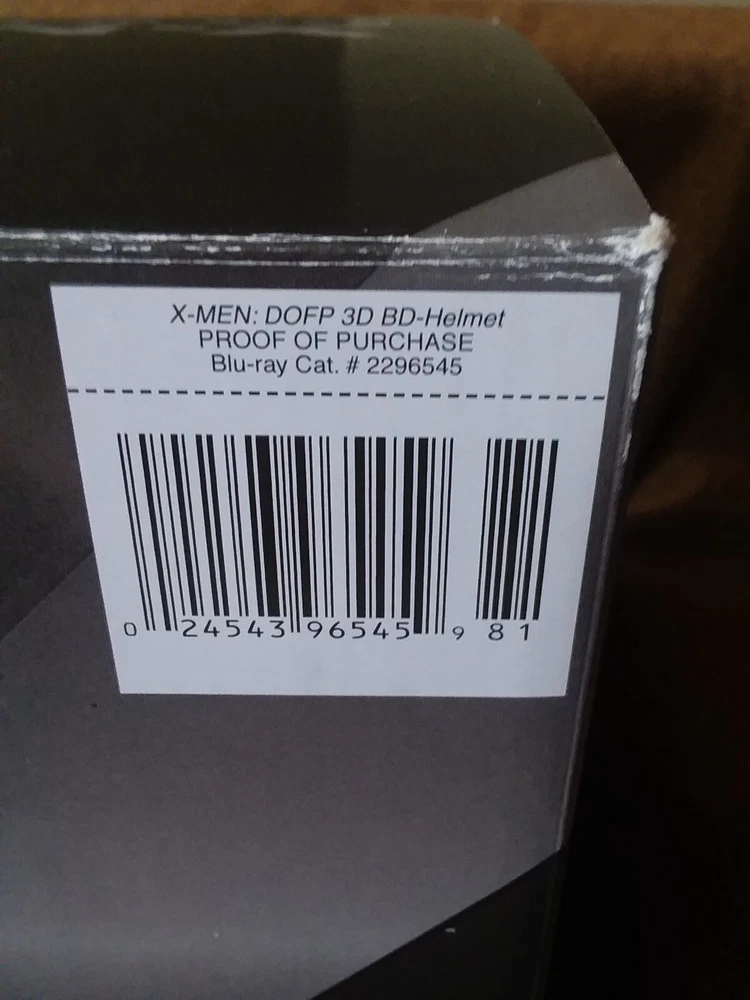 X-MEN: DOFP 3D BD-Helmet
PROOF OF PURCHASE
Blu-ray Cat. # 2296545
0 24543 96545 9 81